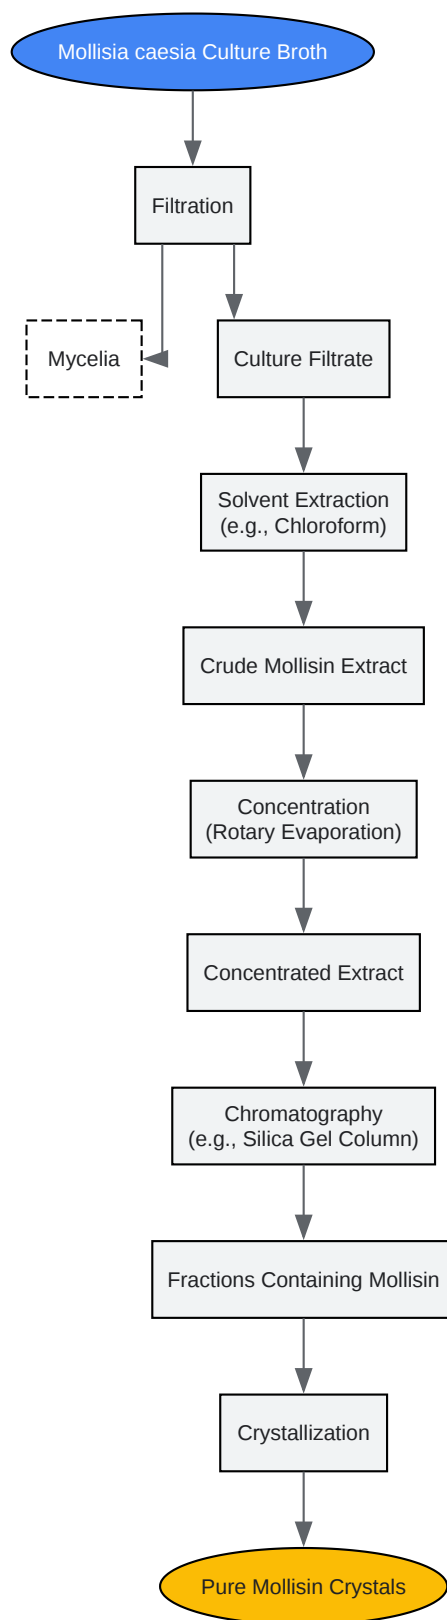 Mollisia caesia Culture Broth
Filtration
Mycelia
Culture Filtrate
Solvent Extraction
(e.g., Chloroform)
Crude Mollisin Extract
Concentration
(Rotary Evaporation)
Concentrated Extract
Chromatography
(e.g., Silica Gel Column)
Fractions Containing Mollisin
Crystallization
Pure Mollisin Crystals